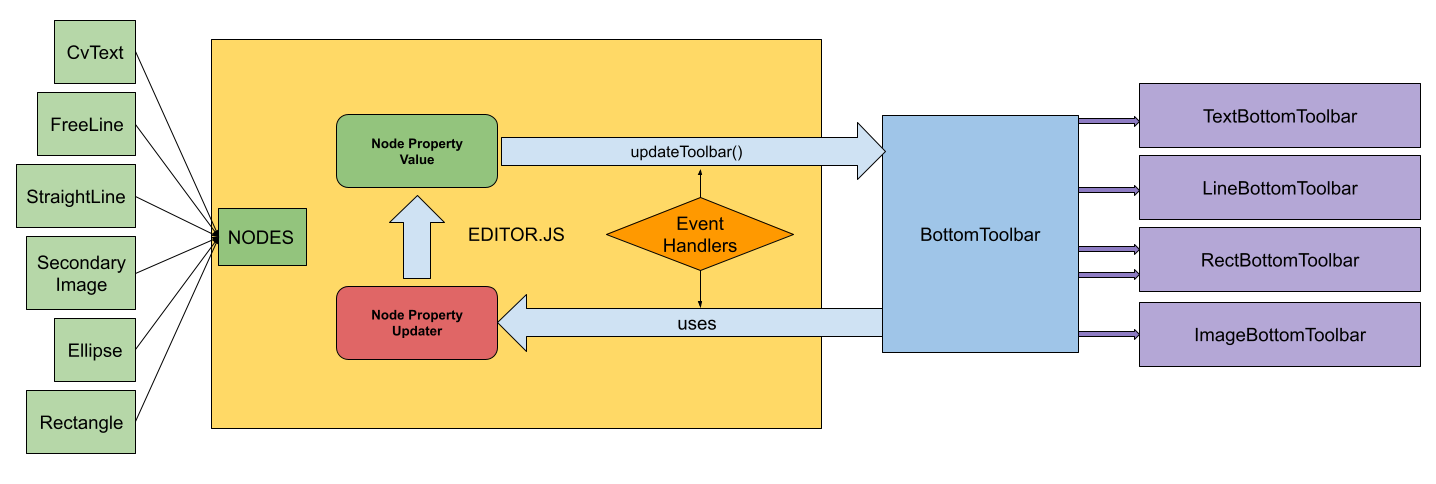 CvText
FreeLine
StraightLine
Secondary
Image
Ellipse
Rectangle
NODES
Node Property
Value
EDITOR.JS
Node Property
Updater
updateToolbar()
Event
Handlers
uses
BottomToolbar
TextBottomToolbar
LineBottomToolbar
RectBottomToolbar
ImageBottomToolbar